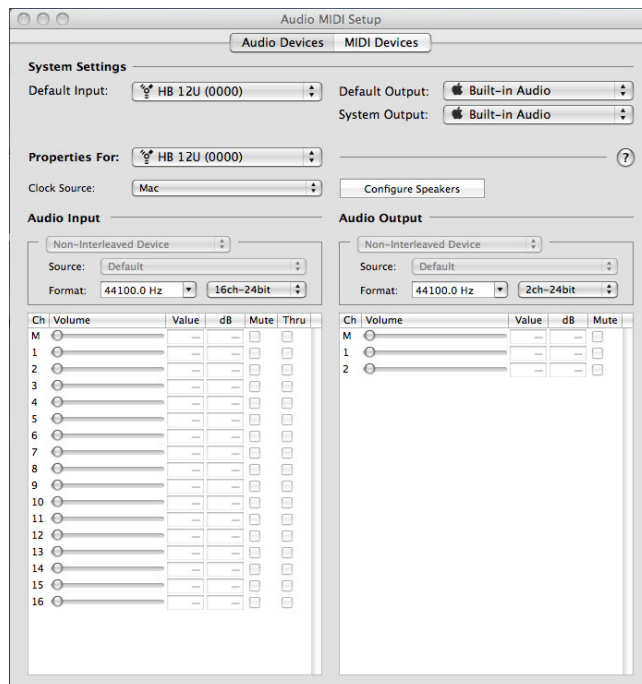 Audio MIDI Setup
Audio Devices MIDI Devices
System Settings
Default Input: HB 12U (0000)
Default Output: Built-in Audio
System Output: Built-in Audio
Properties For: HB 12U (0000)
?
Clock Source: Mac
Configure Speakers
Audio Input
Non-Interleaved Device
Source: Default
Format: 44100.0 Hz 16ch-24bit
Ch Volume Value dB Mute Thru
M — —
1 — —
2 — —
3 — —
4 — —
5 — —
6 — —
7 — —
8 — —
9 — —
10 — —
11 — —
12 — —
13 — —
14 — —
15 — —
16 — —
Audio Output
Non-Interleaved Device
Source: Default
Format: 44100.0 Hz 2ch-24bit
Ch Volume Value dB Mute
M — —
1 — —
2 — —